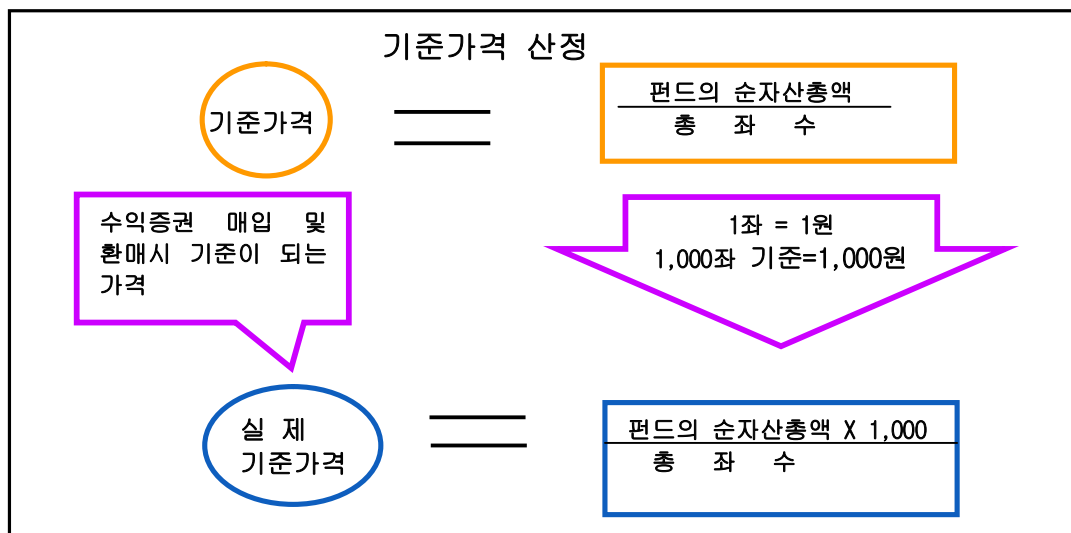 기준가격 산정
기준가격
펀드의 순자산총액
총 좌 수
수익증권 매입 및
환매시 기준이 되는
가격
1좌 = 1원
1,000좌 기준=1,000원
실 제
기준가격
펀드의 순자산총액 X 1,000
총 좌 수